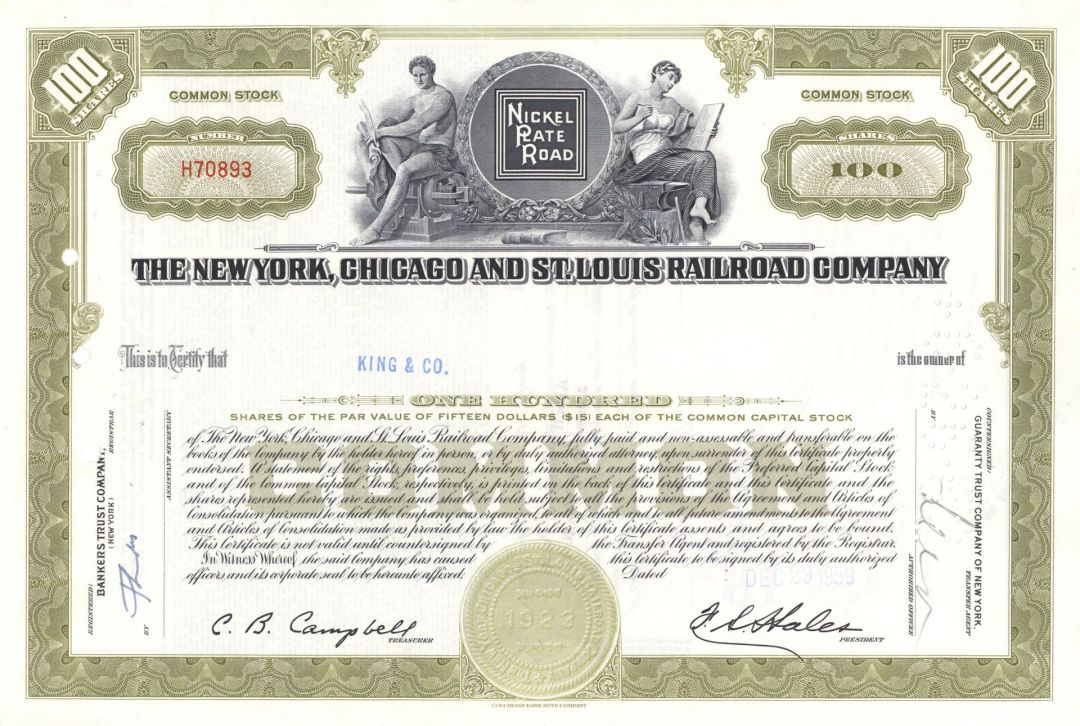 100
SHARES
100
SHARES
COMMON STOCK
COMMON STOCK
NUMBER
H70893
NICKEL
PLATE
ROAD
SHARES
100
THE NEW YORK, CHICAGO AND ST. LOUIS RAILROAD COMPANY
This is to Certify that
KING & CO.
is the owner of
ONE HUNDRED
SHARES OF THE PAR VALUE OF FIFTEEN DOLLARS ($15) EACH OF THE COMMON CAPITAL STOCK
COMMON
of The New York, Chicago and St. Louis Railroad Company, fully paid and non-assessable and transferable on the
books of the Company by the holder hereof in person or by duly authorized attorney, upon surrender of this certificate properly
endorsed. A statement of the rights, preferences, privileges, limitations and restrictions of the Preferred Capital Stock
and of the Common Capital Stock, respectively, is printed on the back of this certificate and this certificate and the
shares represented hereby are issued and shall be held subject to all the provisions of the Agreement and Articles of
Consolidation pursuant to which the Company was organized, to all of which and to all future amendments to the Agreement
and Articles of Consolidation made as provided by law the holder of this Certificate assents and agrees to be bound.
This Certificate is not valid until countersigned by the Transfer Agent and registered by the Registrar.
In Witness Whereof the said Company has caused this Certificate to be signed by its duly authorized
officers and its corporate seal to be hereunto affixed. Dated
DEC 29 1959
C. B. Campbell
TREASURER
1923
F. S. Hales
PRESIDENT
REGISTERED:
BANKERS TRUST COMPANY,
(NEW YORK)
REGISTRAR
BY
ASSISTANT SECRETARY
COUNTERSIGNED:
GUARANTY TRUST COMPANY OF NEW YORK,
TRANSFER AGENT
BY
AUTHORIZED OFFICER
COLUMBIAN BANK NOTE COMPANY